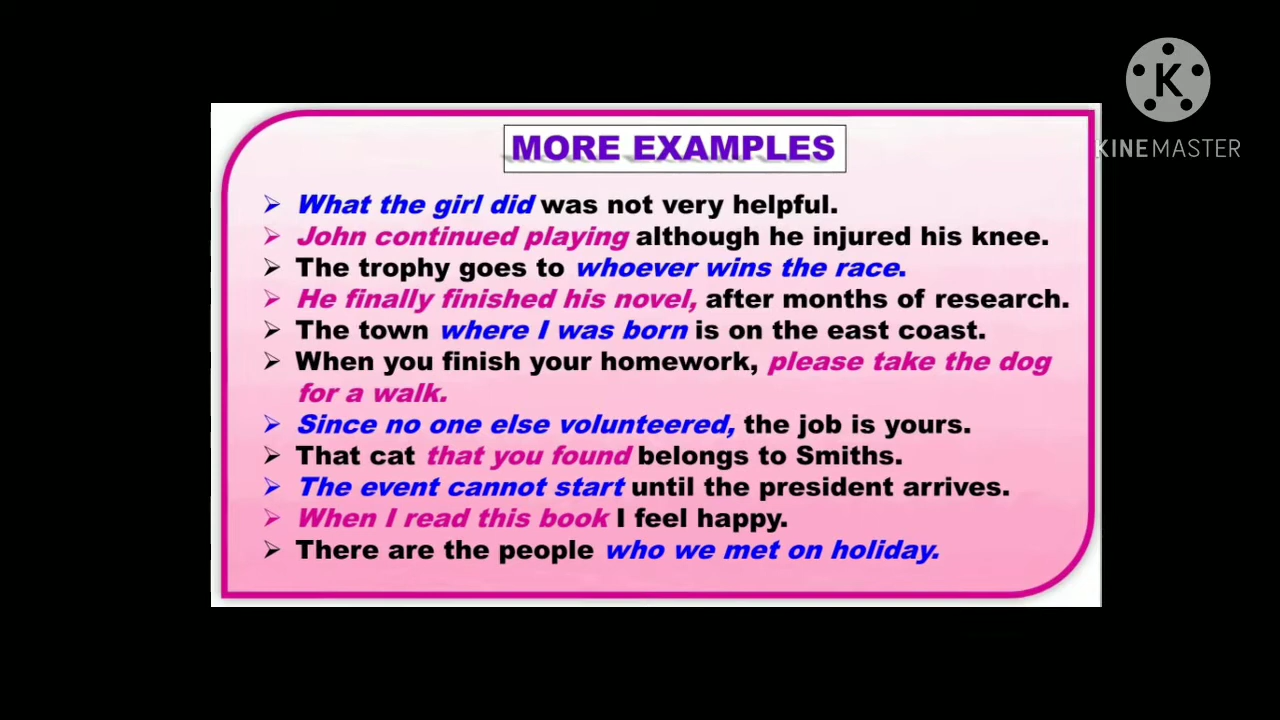 K
KINEMASTER
MORE EXAMPLES
What the girl did was not very helpful.
John continued playing although he injured his knee.
The trophy goes to whoever wins the race.
He finally finished his novel, after months of research.
The town where I was born is on the east coast.
When you finish your homework, please take the dog
for a walk.
Since no one else volunteered, the job is yours.
That cat that you found belongs to Smiths.
The event cannot start until the president arrives.
When I read this book I feel happy.
There are the people who we met on holiday.